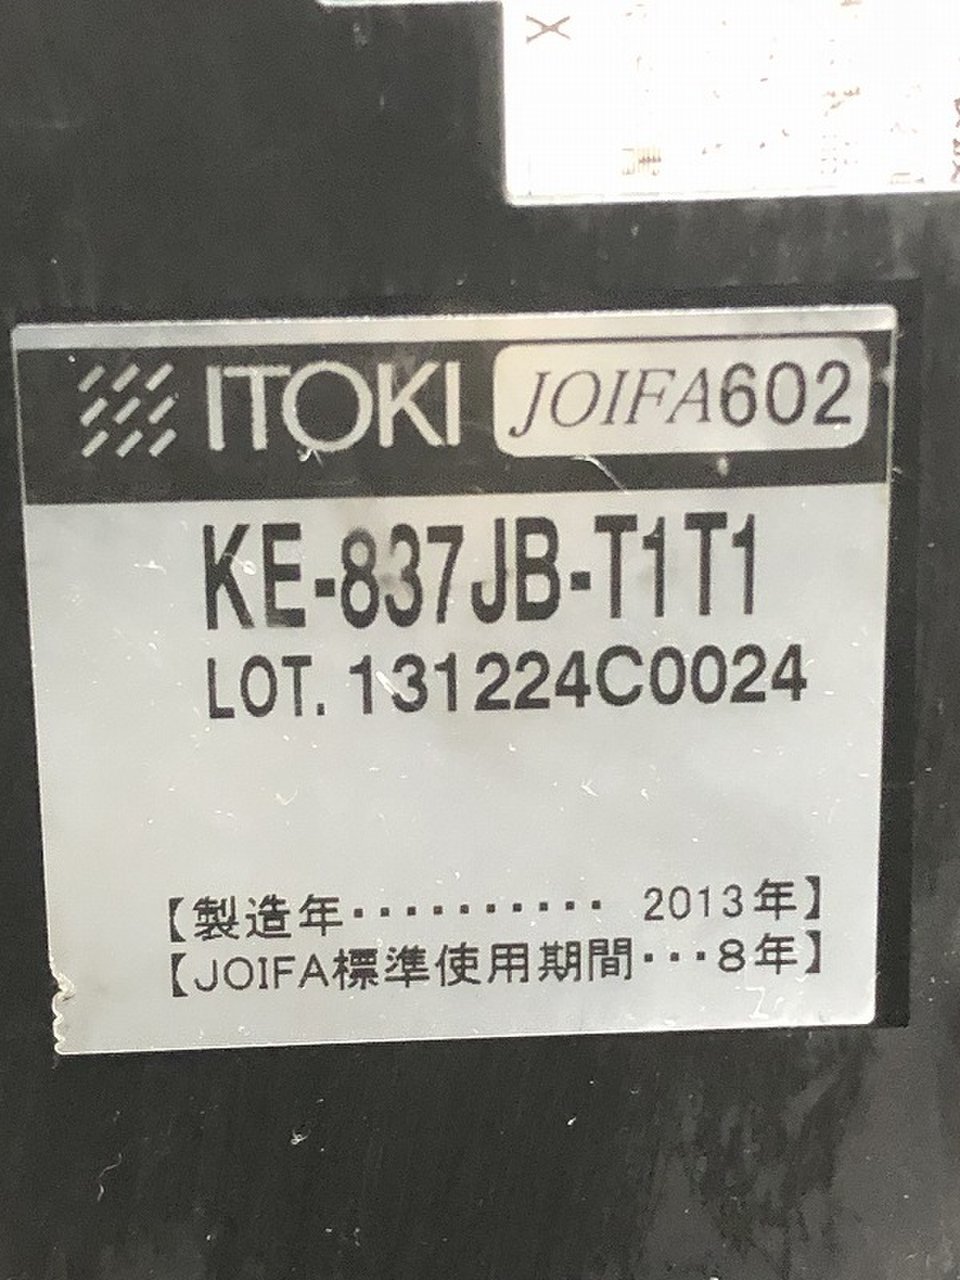 ITOKI JOIFA602
KE-837JB-T1T1
LOT. 131224C0024
【製造年・・・・・・・・・・ 2013年】
【JOIFA標準使用期間・・・8年】